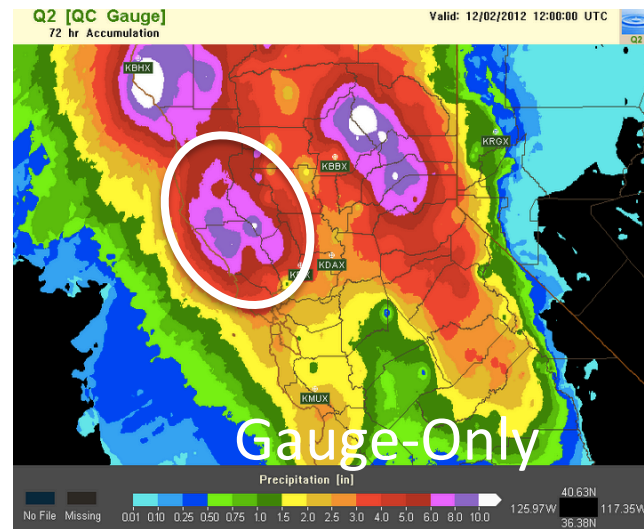 Q2 [QC Gauge]
72 hr Accumulation
Valid: 12/02/2012 12:00:00 UTC
Q2
KBHX
KRGX
KBBX
KDAX
KMUX
Gauge-Only
Precipitation [in]
No File Missing 0.01 0.10 0.25 0.50 0.75 1.0 1.5 2.0 2.5 3.0 4.0 5.0 6.0 8.0 10.0
40.63N
125.97W 117.35W
36.38N